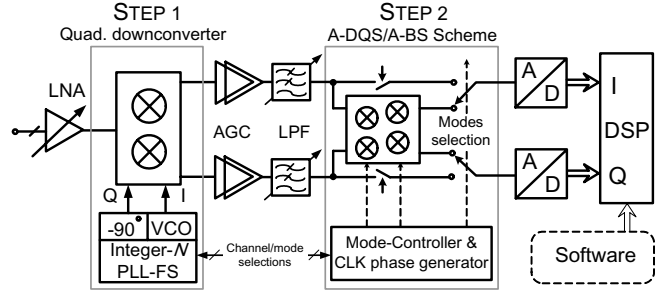 STEP 1
Quad. downconverter
STEP 2
A-DQS/A-BS Scheme
LNA
AGC
LPF
Modes
selection
A
D
A
D
I
DSP
Q
Q
I
-90°
VCO
Integer-N
PLL-FS
Channel/mode
selections
Mode-Controller &
CLK phase generator
Software